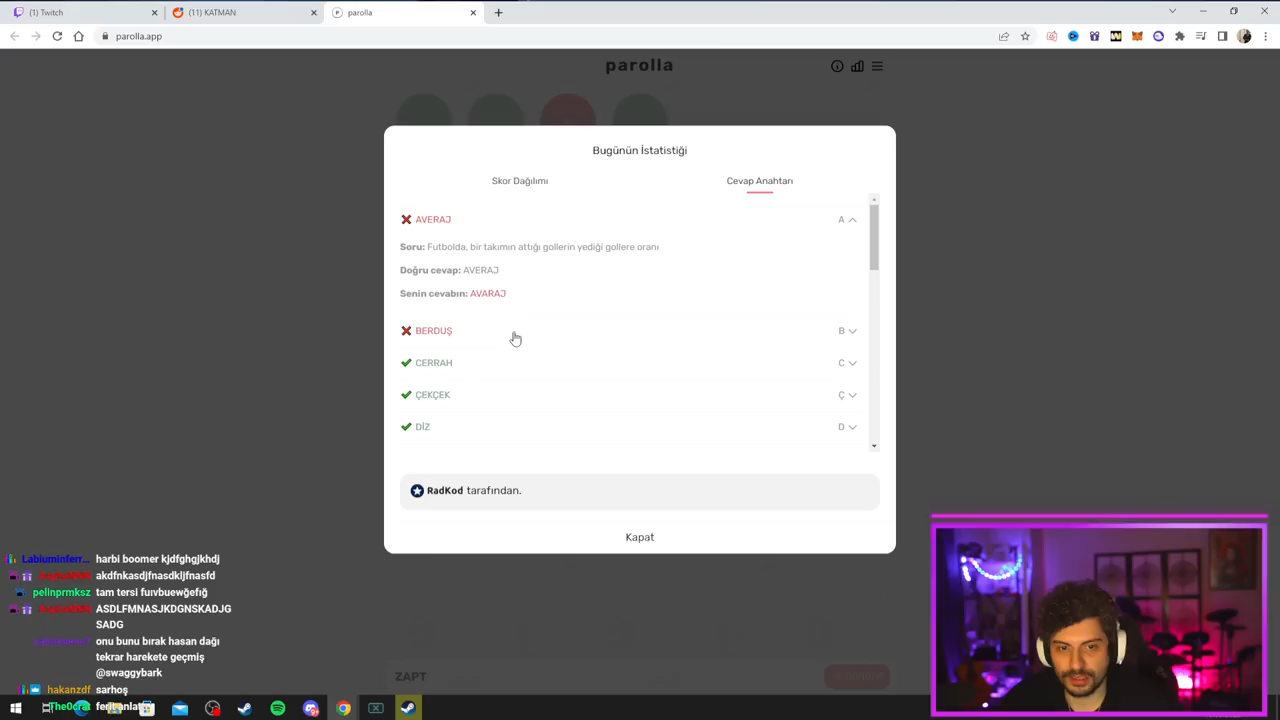 (1) Twitch
(11) KATMAN
parolla
parolla.app
parolla
Bugünün İstatistiği
Skor Dağılımı
Cevap Anahtarı
AVERAJ
A
Soru: Futbolda, bir takımın attığı gollerin yediği gollere oranı
Doğru cevap: AVERAJ
Senin cevabın: AVARAJ
BERDUŞ
B
CERRAH
C
ÇEKÇEK
Ç
DİZ
D
RadKod tarafından.
Kapat
Labiuminferr... harbi boomer kjdfghgjkhdj
akdfnkasdjfnasdkljfnasfd
pelinprmksz tam tersi fuıvbuewğefığ
ASDLFMNASJKDGNSKADJG
SADG
onu bunu bırak hasan dağı
tekrar harekete geçmiş
@swaggybark
hakanzdf sarhoş
ZAPT